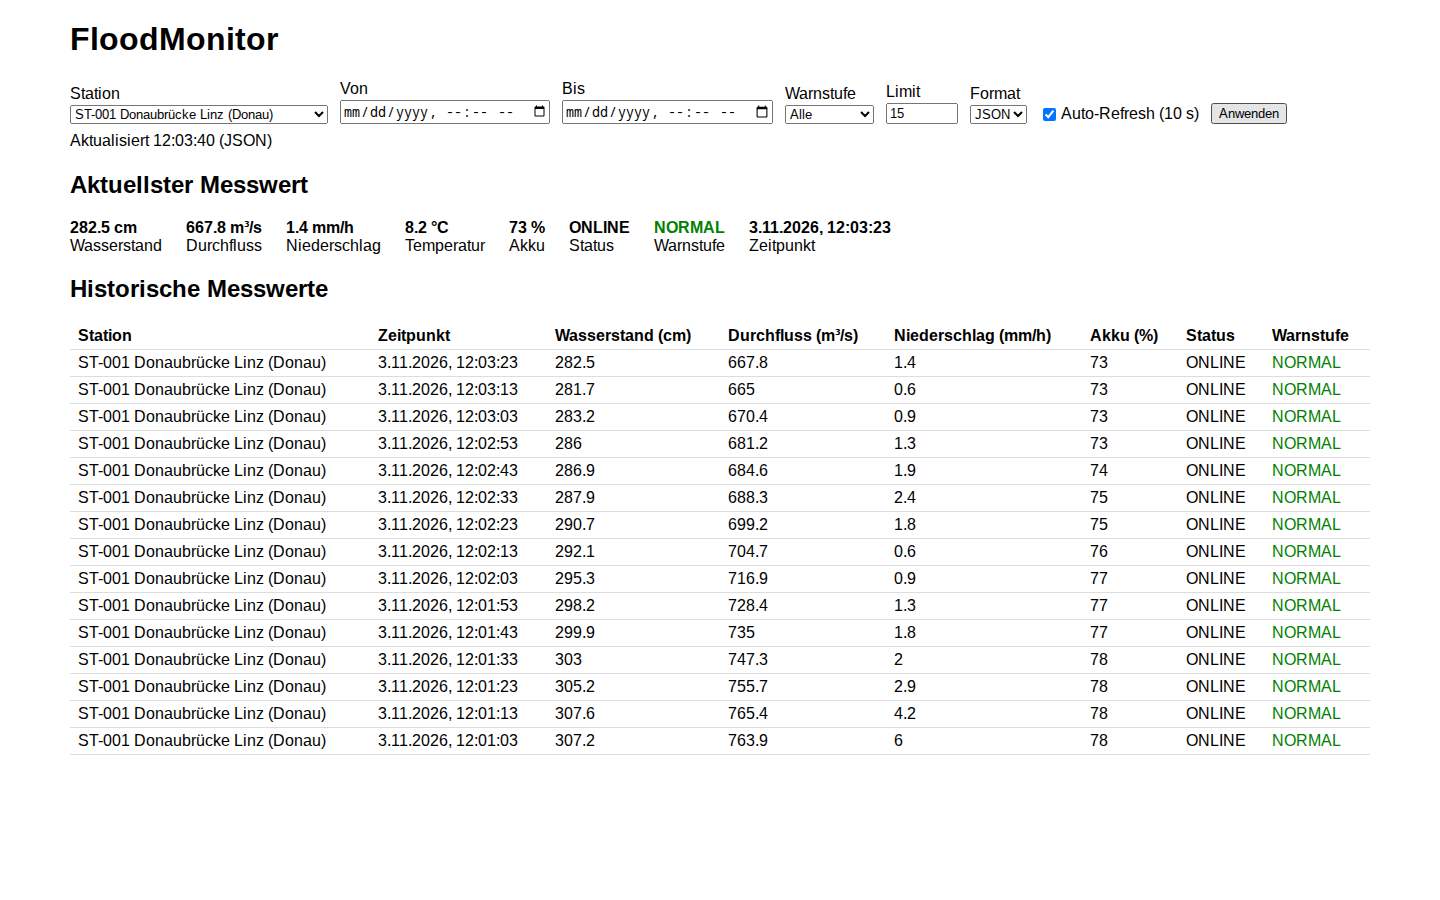 FloodMonitor
Station Von Bis Warnstufe Limit Format
ST-001 Donaubrücke Linz (Donau) mm/dd/yyyy, --:-- -- mm/dd/yyyy, --:-- -- Alle 15 JSON Auto-Refresh (10 s) Anwenden
Aktualisiert 12:03:40 (JSON)
Aktuellster Messwert
282.5 cm 667.8 m³/s 1.4 mm/h 8.2 °C 73 % ONLINE NORMAL 3.11.2026, 12:03:23
Wasserstand Durchfluss Niederschlag Temperatur Akku Status Warnstufe Zeitpunkt
Historische Messwerte
Station Zeitpunkt Wasserstand (cm) Durchfluss (m³/s) Niederschlag (mm/h) Akku (%) Status Warnstufe
ST-001 Donaubrücke Linz (Donau) 3.11.2026, 12:03:23 282.5 667.8 1.4 73 ONLINE NORMAL
ST-001 Donaubrücke Linz (Donau) 3.11.2026, 12:03:13 281.7 665 0.6 73 ONLINE NORMAL
ST-001 Donaubrücke Linz (Donau) 3.11.2026, 12:03:03 283.2 670.4 0.9 73 ONLINE NORMAL
ST-001 Donaubrücke Linz (Donau) 3.11.2026, 12:02:53 286 681.2 1.3 73 ONLINE NORMAL
ST-001 Donaubrücke Linz (Donau) 3.11.2026, 12:02:43 286.9 684.6 1.9 74 ONLINE NORMAL
ST-001 Donaubrücke Linz (Donau) 3.11.2026, 12:02:33 287.9 688.3 2.4 75 ONLINE NORMAL
ST-001 Donaubrücke Linz (Donau) 3.11.2026, 12:02:23 290.7 699.2 1.8 75 ONLINE NORMAL
ST-001 Donaubrücke Linz (Donau) 3.11.2026, 12:02:13 292.1 704.7 0.6 76 ONLINE NORMAL
ST-001 Donaubrücke Linz (Donau) 3.11.2026, 12:02:03 295.3 716.9 0.9 77 ONLINE NORMAL
ST-001 Donaubrücke Linz (Donau) 3.11.2026, 12:01:53 298.2 728.4 1.3 77 ONLINE NORMAL
ST-001 Donaubrücke Linz (Donau) 3.11.2026, 12:01:43 299.9 735 1.8 77 ONLINE NORMAL
ST-001 Donaubrücke Linz (Donau) 3.11.2026, 12:01:33 303 747.3 2 78 ONLINE NORMAL
ST-001 Donaubrücke Linz (Donau) 3.11.2026, 12:01:23 305.2 755.7 2.9 78 ONLINE NORMAL
ST-001 Donaubrücke Linz (Donau) 3.11.2026, 12:01:13 307.6 765.4 4.2 78 ONLINE NORMAL
ST-001 Donaubrücke Linz (Donau) 3.11.2026, 12:01:03 307.2 763.9 6 78 ONLINE NORMAL